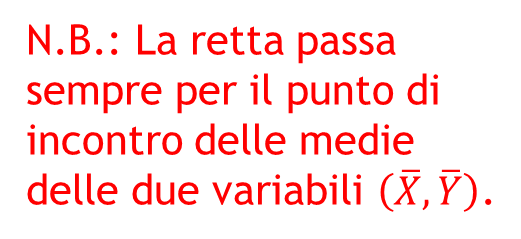 N.B.: La retta passa
sempre per il punto di
incontro delle medie
delle due variabili (X̅, Y̅).